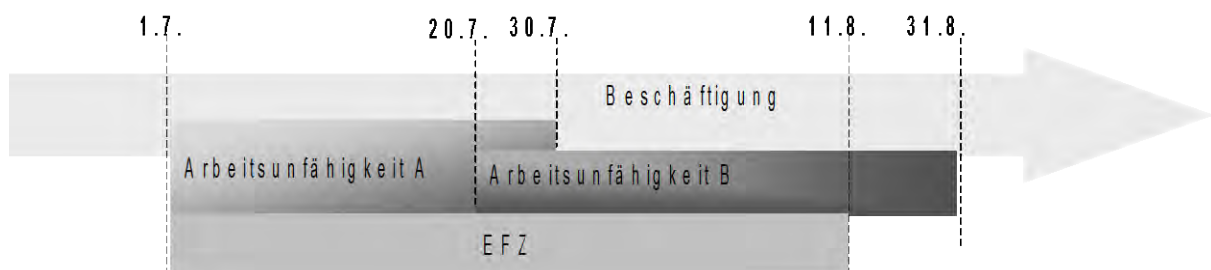 1.7. 20.7. 30.7. 11.8. 31.8.
Beschäftigung
Arbeitsunfähigkeit A Arbeitsunfähigkeit B
EFZ